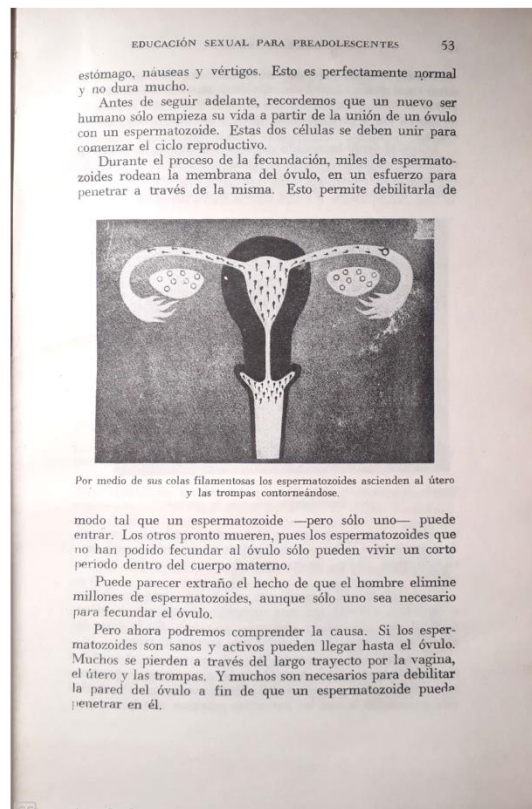 EDUCACIÓN SEXUAL PARA PREADOLESCENTES 53
estómago, náuseas y vértigos. Esto es perfectamente normal
y no dura mucho.
Antes de seguir adelante, recordemos que un nuevo ser
humano sólo empieza su vida a partir de la unión de un óvulo
con un espermatozoide. Estas dos células se deben unir para
comenzar el ciclo reproductivo.
Durante el proceso de la fecundación, miles de espermato-
zoides rodean la membrana del óvulo, en un esfuerzo para
penetrar a través de la misma. Esto permite debilitarla de
Por medio de sus colas filamentosas los espermatozoides ascienden al útero
y las trompas contorneándose.
modo tal que un espermatozoide —pero sólo uno— puede
entrar. Los otros pronto mueren, pues los espermatozoides que
no han podido fecundar al óvulo sólo pueden vivir un corto
período dentro del cuerpo materno.
Puede parecer extraño el hecho de que el hombre elimine
millones de espermatozoides, aunque sólo uno sea necesario
para fecundar el óvulo.
Pero ahora podremos comprender la causa. Si los esper-
matozoides son sanos y activos pueden llegar hasta el óvulo.
Muchos se pierden a través del largo trayecto por la vagina,
el útero y las trompas. Y muchos son necesarios para debilitar
la pared del óvulo a fin de que un espermatozoide pueda
penetrar en él.